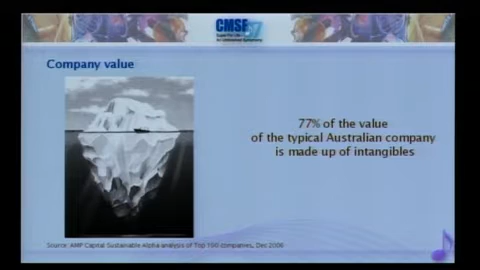 CMSF
Company value
77% of the value
of the typical Australian company
is made up of intangibles
Source: AMP Capital Sustainable Alpha analysis of Top 100 companies, Dec 2006